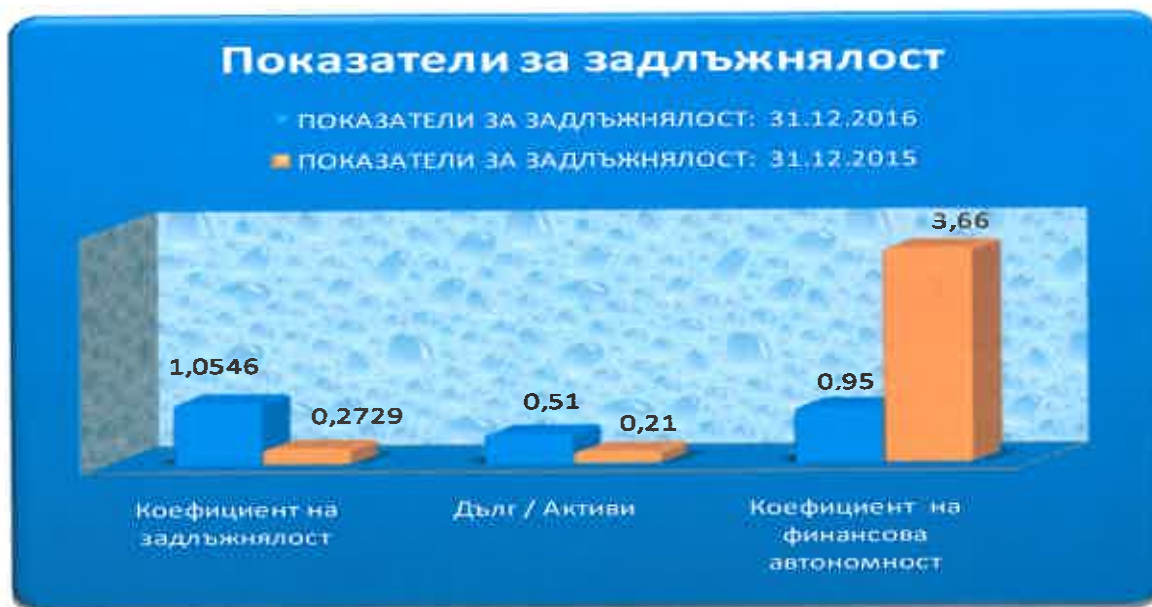 Показатели за задлъжнялост
ПОКАЗАТЕЛИ ЗА ЗАДЛЪЖНЯЛОСТ: 31.12.2016
ПОКАЗАТЕЛИ ЗА ЗАДЛЪЖНЯЛОСТ: 31.12.2015
3,66
1,0546
0,2729
0,51
0,21
0,95
Коефициент на
задлъжнялост
Дълг / Активи
Коефициент на
финансова
автономност